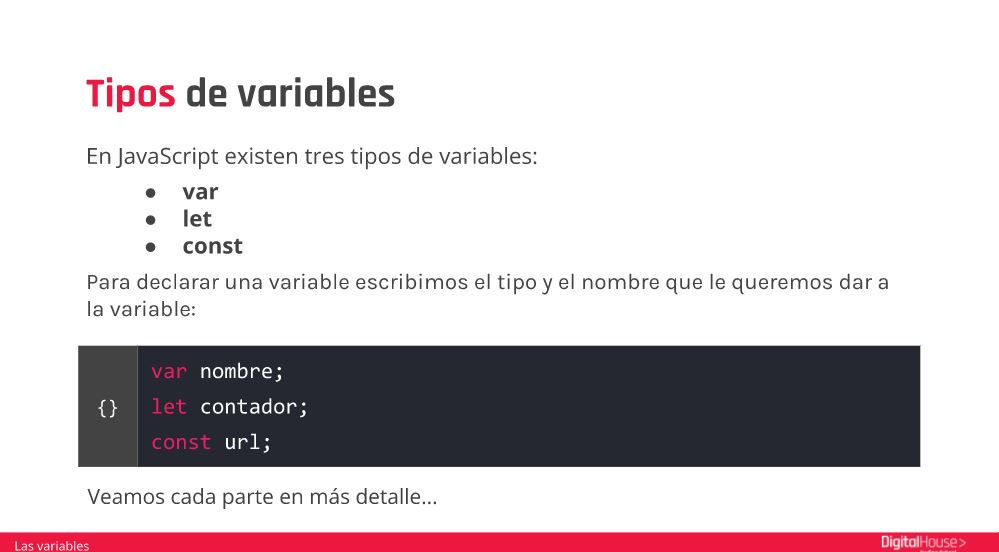 Tipos de variables
En JavaScript existen tres tipos de variables:
● var
● let
● const
Para declarar una variable escribimos el tipo y el nombre que le queremos dar a
la variable:
var nombre;
{} let contador;
const url;
Veamos cada parte en más detalle...
Las variables
DigitalHouse>